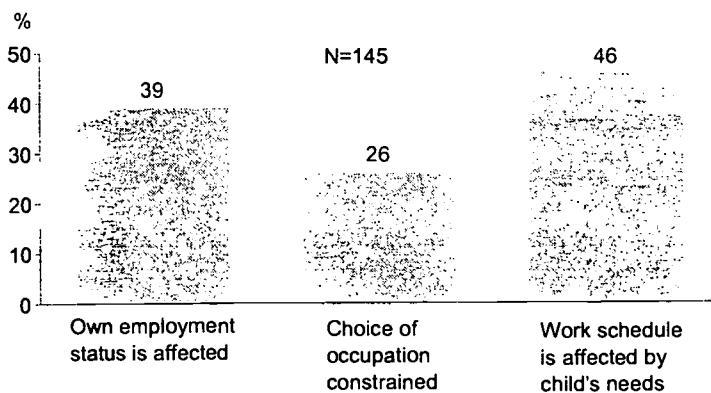 %
50
N=145
46
39
40
30
26
20
10
0
Own employment
status is affected
Choice of
occupation
constrained
Work schedule
is affected by
child's needs